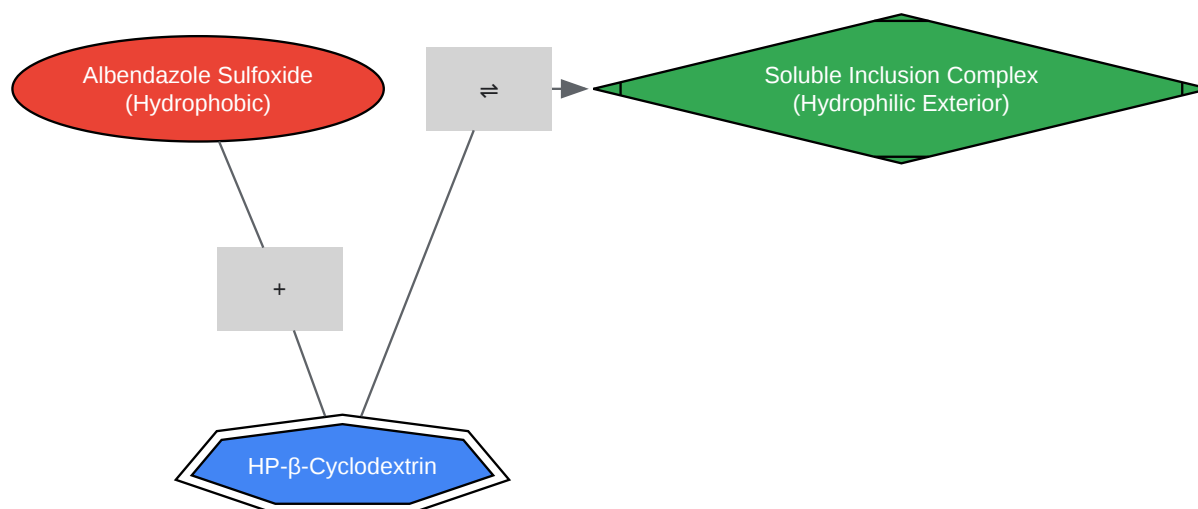 Albendazole Sulfoxide
(Hydrophobic)
+
HP-β-Cyclodextrin
⇌
Soluble Inclusion Complex
(Hydrophilic Exterior)